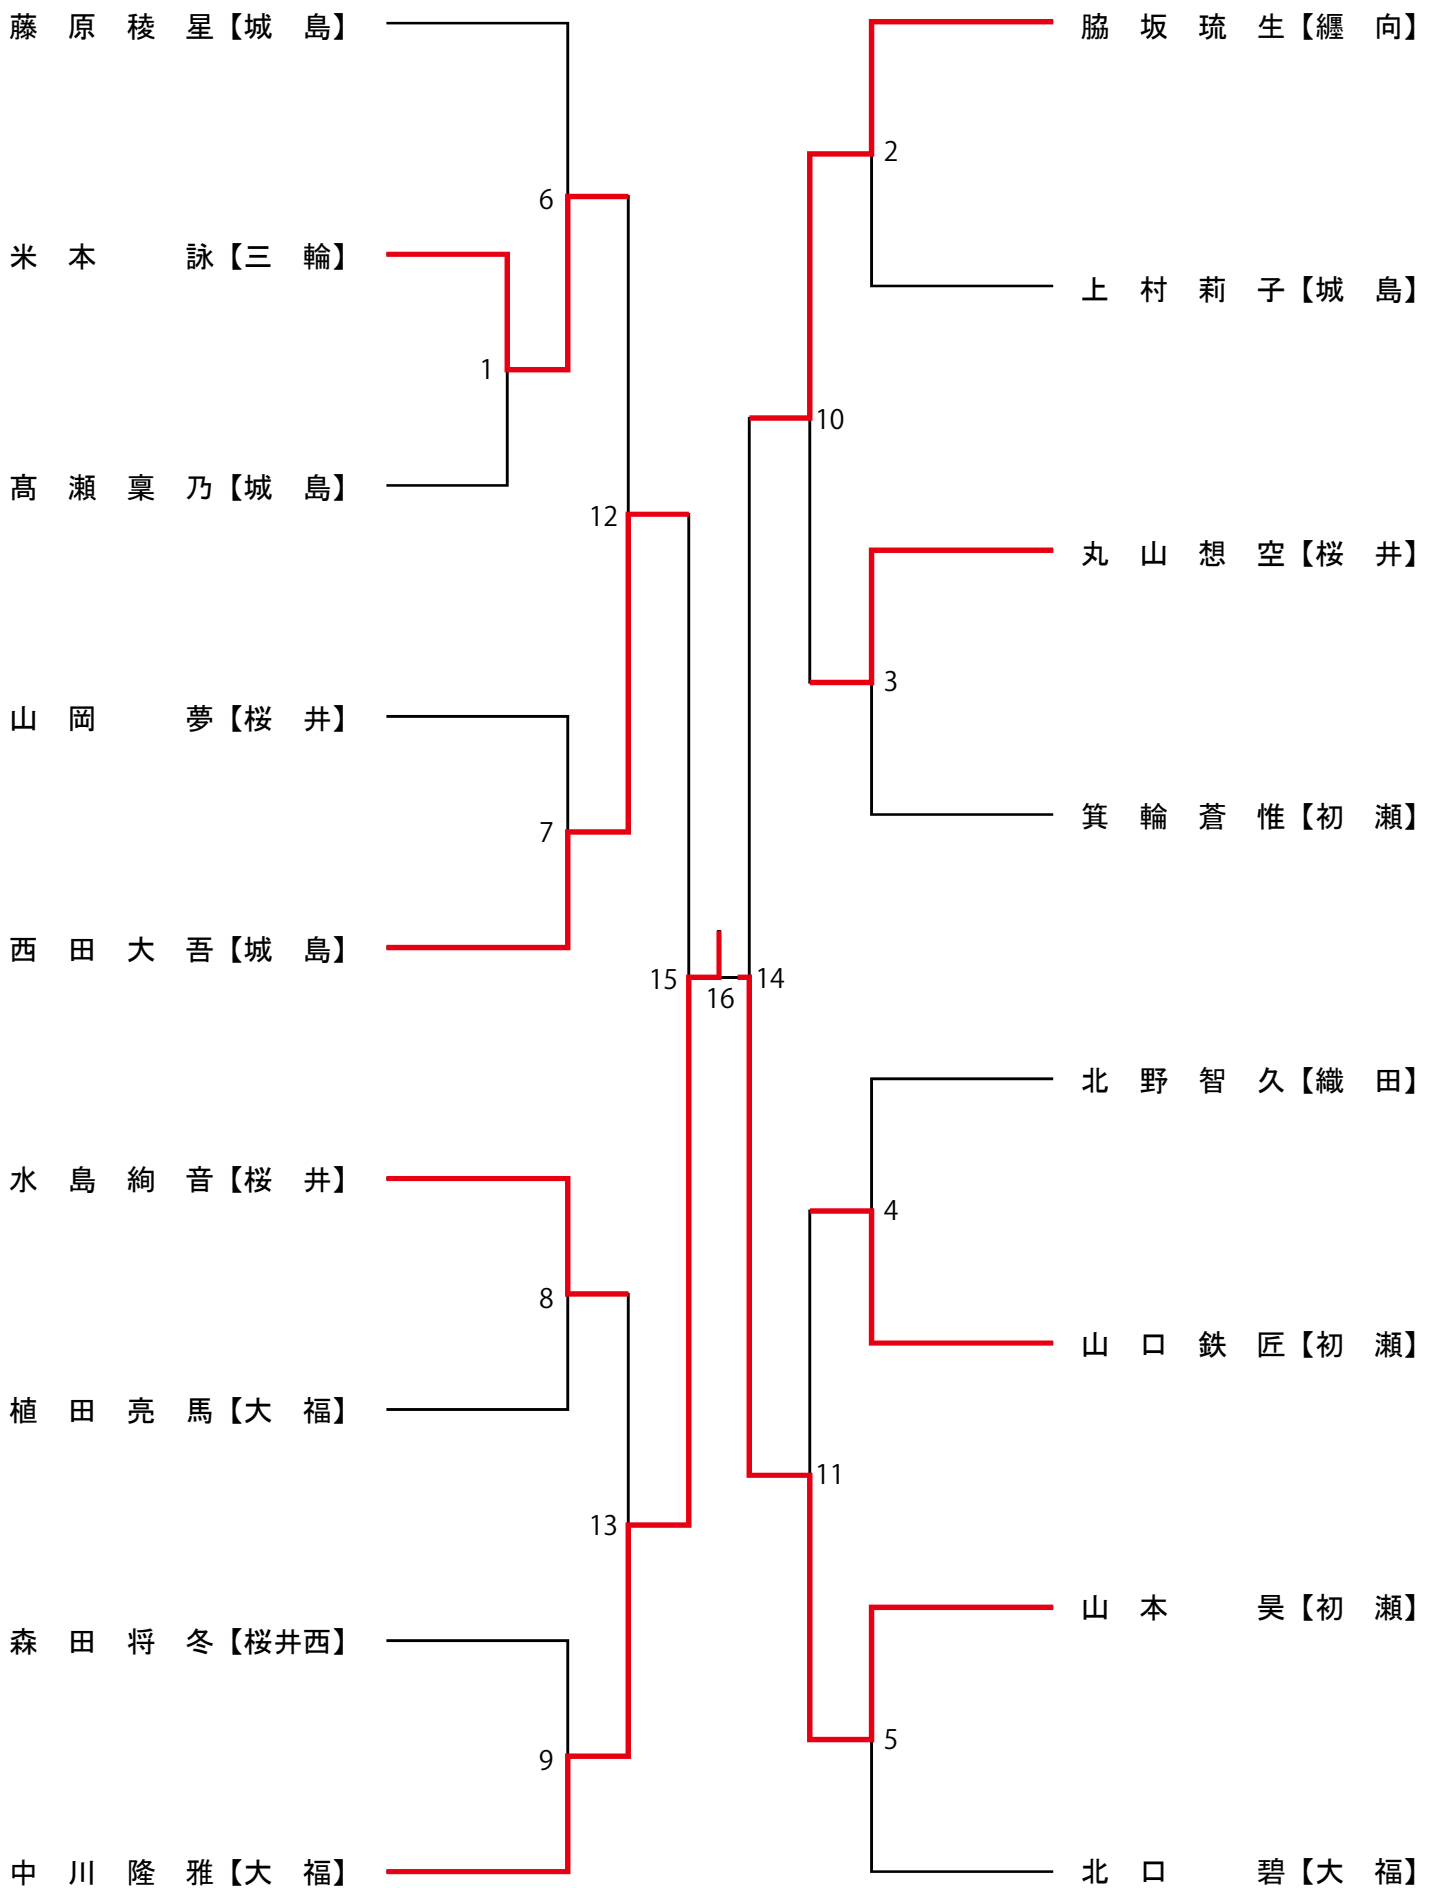 藤原稜星【城島】
米本詠【三輪】
髙瀬稟乃【城島】
山岡夢【桜井】
西田大吾【城島】
水島絢音【桜井】
植田亮馬【大福】
森田将冬【桜井西】
中川隆雅【大福】
6
1
12
7
15
8
13
9
16
14
2
10
3
4
11
5
脇坂琉生【纒向】
上村莉子【城島】
丸山想空【桜井】
箕輪蒼惟【初瀬】
北野智久【織田】
山口鉄匠【初瀬】
山本昊【初瀬】
北口碧【大福】